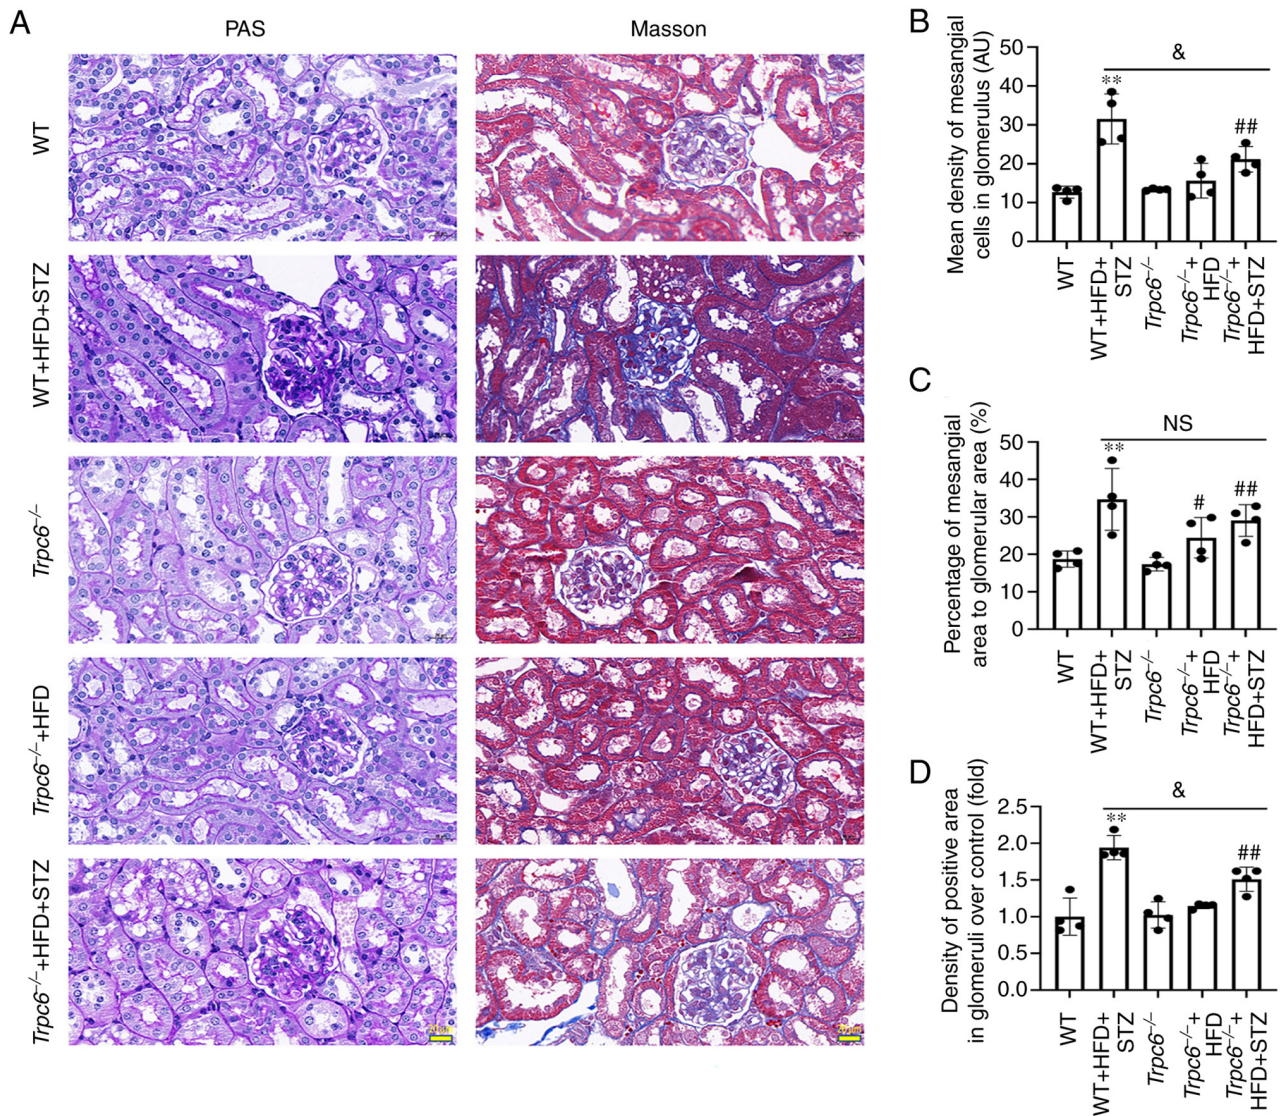 A
PAS
Masson
WT
WT+HFD+STZ
Trpc6⁻/⁻
Trpc6⁻/⁻+HFD
Trpc6⁻/⁻+HFD+STZ
20 µm
20 µm
B
Mean density of mesangial
cells in glomerulus (AU)
50
40
30
20
10
0
&
**
##
WT
WT+HFD+
STZ
Trpc6⁻/⁻
Trpc6⁻/⁻+
HFD
Trpc6⁻/⁻+
HFD+STZ
C
Percentage of mesangial
area to glomerular area (%)
50
40
30
20
10
0
NS
**
#
##
WT
WT+HFD+
STZ
Trpc6⁻/⁻
Trpc6⁻/⁻+
HFD
Trpc6⁻/⁻+
HFD+STZ
D
Density of positive area
in glomeruli over control (fold)
2.5
2.0
1.5
1.0
0.5
0.0
&
**
##
WT
WT+HFD+
STZ
Trpc6⁻/⁻
Trpc6⁻/⁻+
HFD
Trpc6⁻/⁻+
HFD+STZ